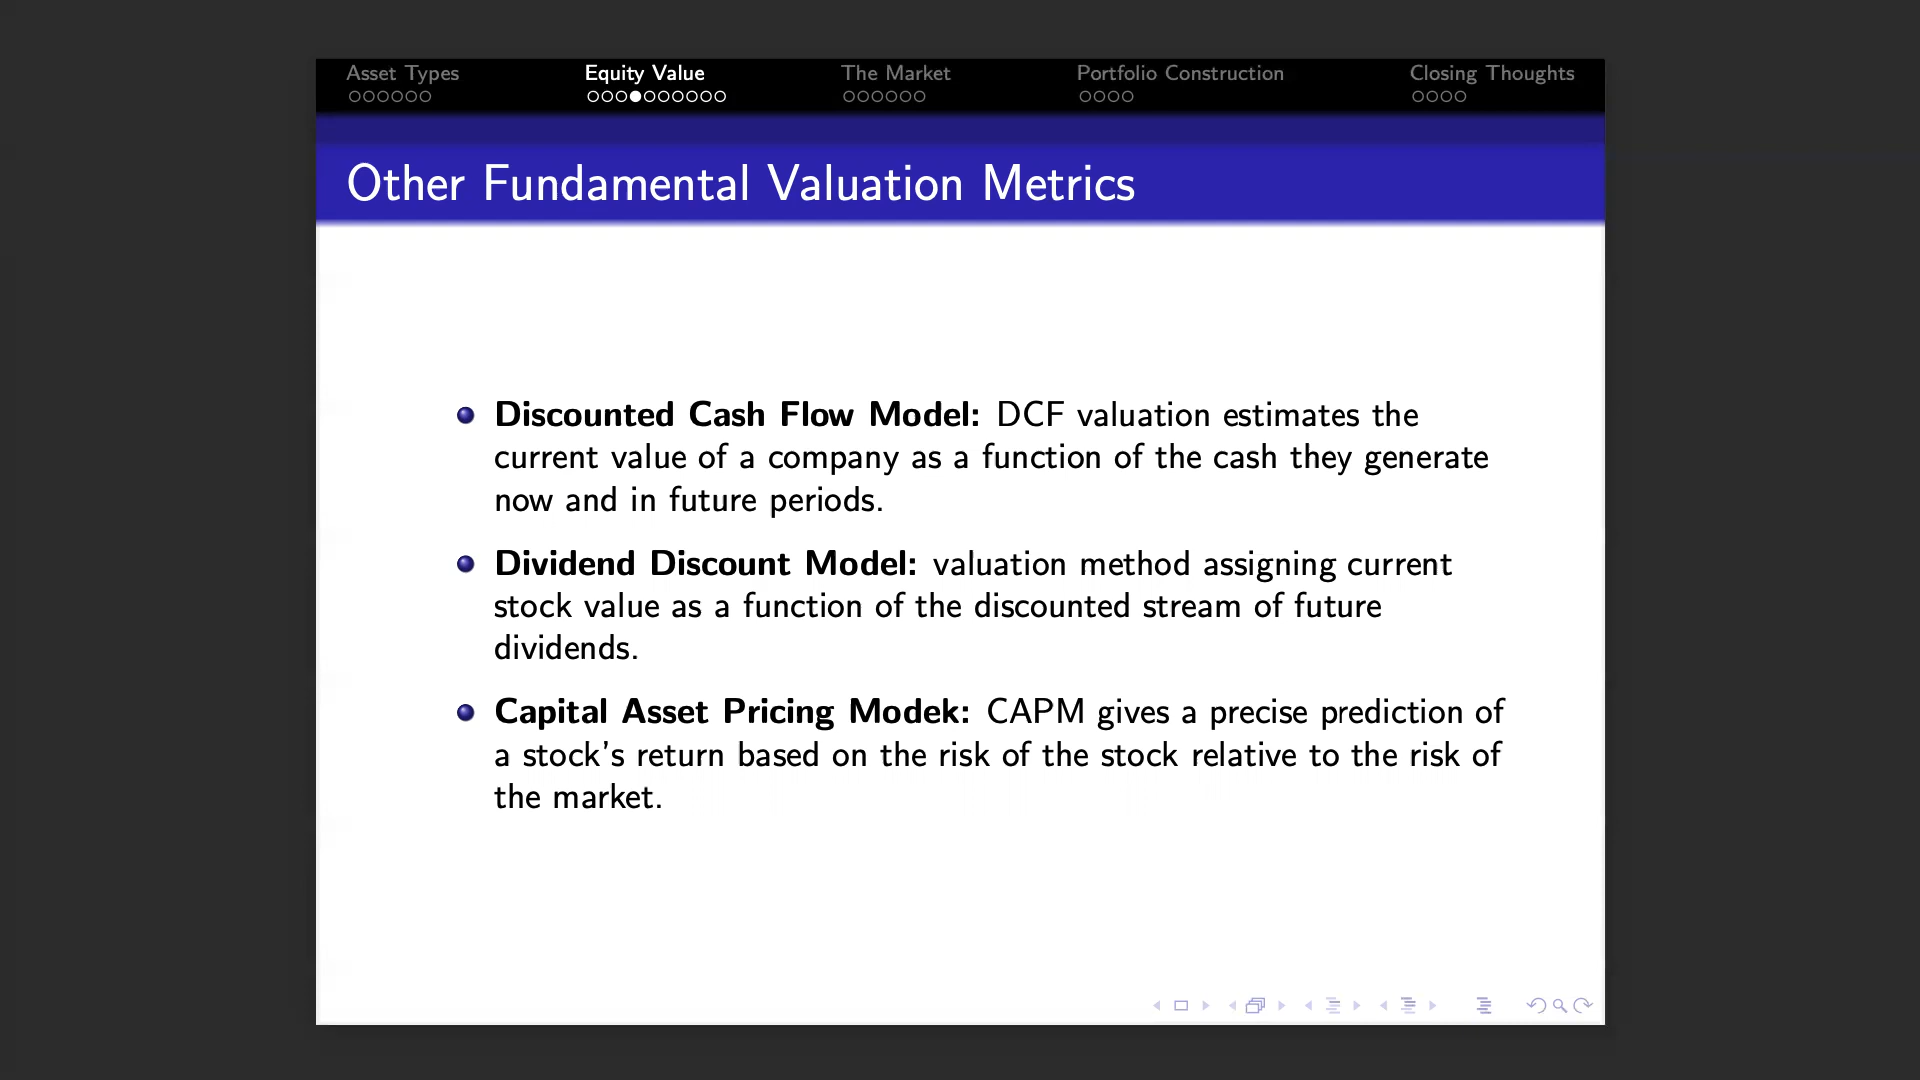 Asset Types
Equity Value
The Market
Portfolio Construction
Closing Thoughts
Other Fundamental Valuation Metrics
Discounted Cash Flow Model: DCF valuation estimates the
current value of a company as a function of the cash they generate
now and in future periods.
Dividend Discount Model: valuation method assigning current
stock value as a function of the discounted stream of future
dividends.
Capital Asset Pricing Modek: CAPM gives a precise prediction of
a stock's return based on the risk of the stock relative to the risk of
the market.